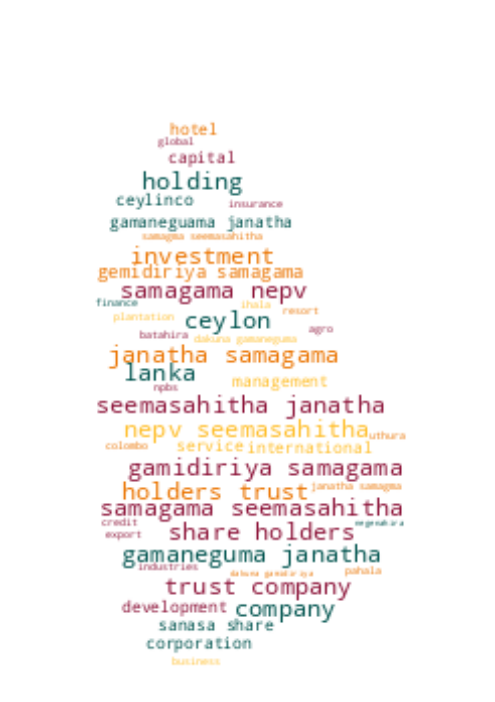 hotel
global
capital
holding
ceylinco
insurance
gamaneguama janatha
samagma seemasahitha
investment
gemidiriya samagama
samagama nepv
finance
ihala
resort
plantation
ceylon
agro
batahira
dakuna gamaneguma
janatha samagama
lanka
management
npbs
seemasahitha janatha
nepv seemasahitha
uthura
colombo
service
international
gamidiriya samagama
holders trust
janatha samagma
samagama seemasahitha
credit
negenahira
export
share holders
gamaneguma janatha
industries
dakuna gamidiriya
pahala
trust company
development
company
sanasa share
corporation
business